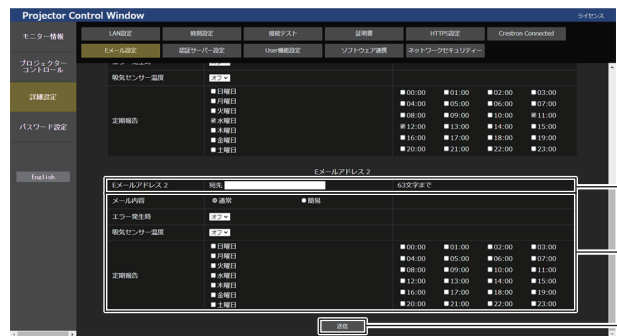 Projector Control Window
ライセンス
モニター情報
プロジェクター
コントロール
詳細設定
パスワード設定
English
LAN設定 時刻設定 接続テスト 証明書 HTTPS設定 Crestron Connected
Eメール設定 認証サーバー設定 User機能設定 ソフトウェア連携 ネットワークセキュリティー
エラー発生時 オフ
吸気センサー温度 オフ
定期報告
日曜日
月曜日
火曜日
水曜日
木曜日
金曜日
土曜日
00:00 01:00 02:00 03:00
04:00 05:00 06:00 07:00
08:00 09:00 10:00 11:00
12:00 13:00 14:00 15:00
16:00 17:00 18:00 19:00
20:00 21:00 22:00 23:00
Eメールアドレス 2
Eメールアドレス 2 宛先 63文字まで
メール内容 通常 簡易
エラー発生時 オフ
吸気センサー温度 オフ
定期報告
日曜日
月曜日
火曜日
水曜日
木曜日
金曜日
土曜日
00:00 01:00 02:00 03:00
04:00 05:00 06:00 07:00
08:00 09:00 10:00 11:00
12:00 13:00 14:00 15:00
16:00 17:00 18:00 19:00
20:00 21:00 22:00 23:00
送信